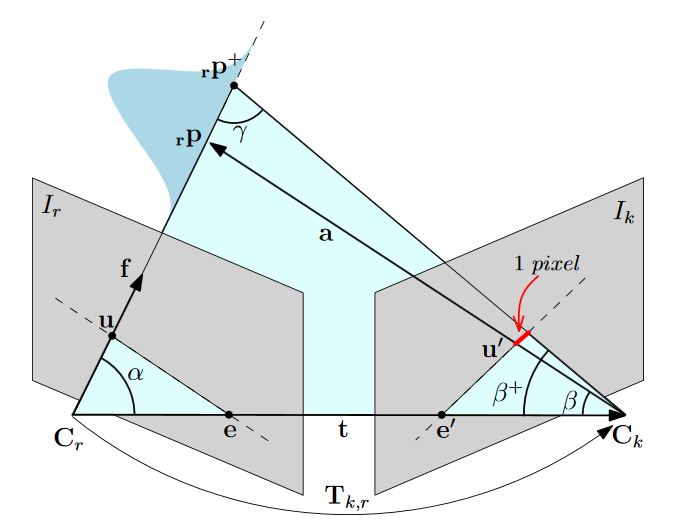 ᵣp⁺
γ
ᵣp
Iᵣ
Iₖ
a
1 pixel
f
u
u′
α
β⁺
β
Cᵣ
e
t
e′
Cₖ
Tₖ,ᵣ